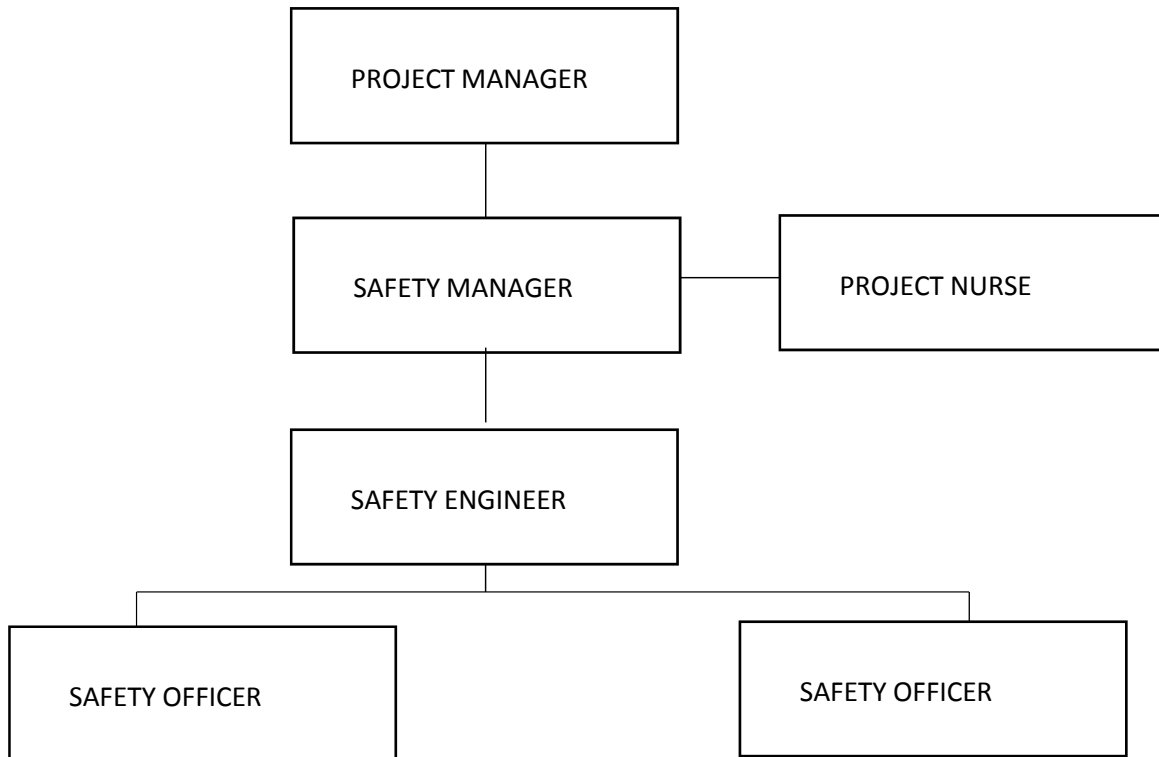 PROJECT MANAGER
SAFETY MANAGER
PROJECT NURSE
SAFETY ENGINEER
SAFETY OFFICER
SAFETY OFFICER